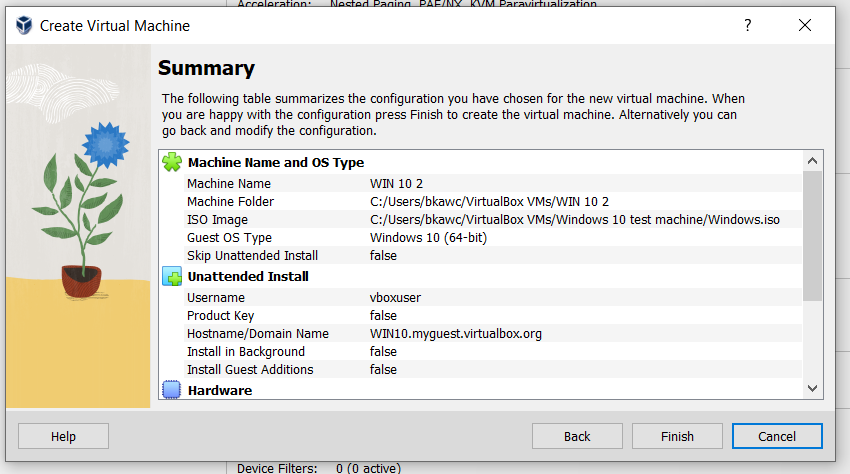 Acceleration: Nested Paging, PAE/NX, KVM Paravirtualization
Create Virtual Machine ?
Summary
The following table summarizes the configuration you have chosen for the new virtual machine. When
you are happy with the configuration press Finish to create the virtual machine. Alternatively you can
go back and modify the configuration.
Machine Name and OS Type
Machine Name WIN 10 2
Machine Folder C:/Users/bkawc/VirtualBox VMs/WIN 10 2
ISO Image C:/Users/bkawc/VirtualBox VMs/Windows 10 test machine/Windows.iso
Guest OS Type Windows 10 (64-bit)
Skip Unattended Install false
Unattended Install
Username vboxuser
Product Key false
Hostname/Domain Name WIN10.myguest.virtualbox.org
Install in Background false
Install Guest Additions false
Hardware
Help Back Finish Cancel
Device Filters: 0 (0 active)